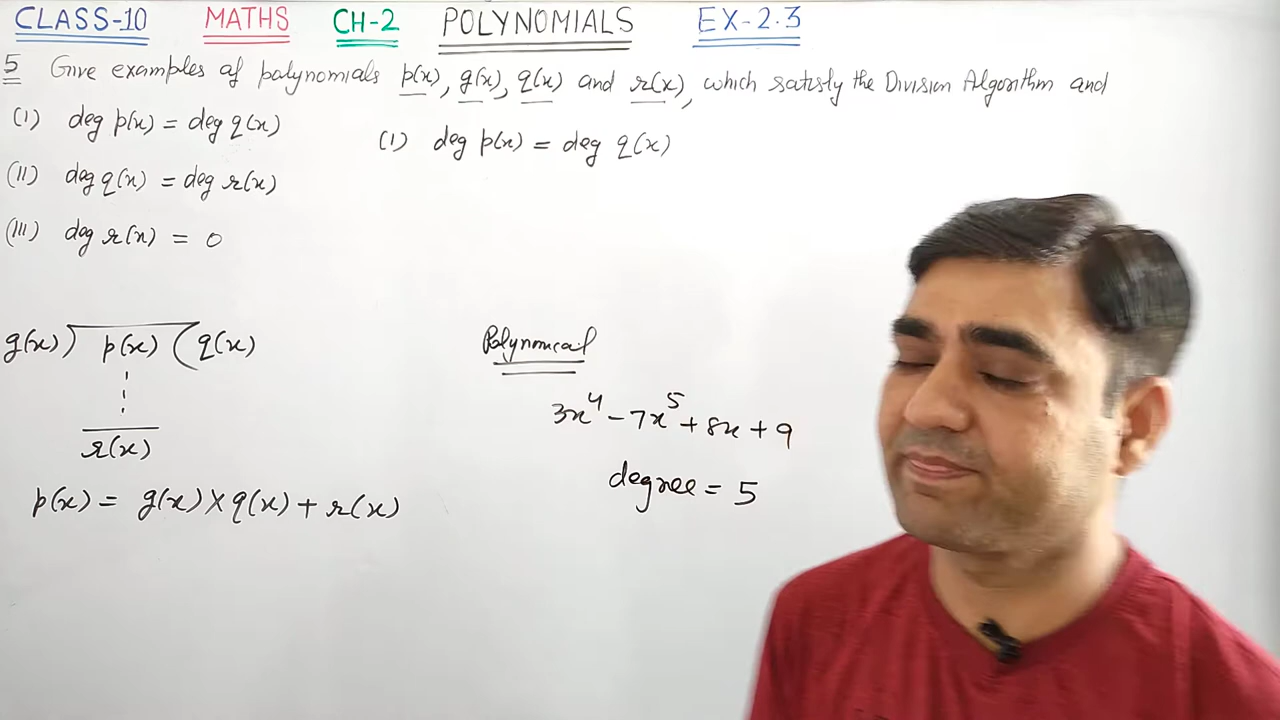 CLASS-10 MATHS CH-2 POLYNOMIALS EX-2.3
5 Give examples of polynomials p(x), g(x), q(x) and r(x), which satisfy the Division Algorithm and
(I) deg p(x) = deg q(x)
(II) deg q(x) = deg r(x)
(III) deg r(x) = 0
(I) deg p(x) = deg q(x)
g(x) ) p(x) ( q(x)
r(x)
p(x) = g(x) × q(x) + r(x)
Polynomial
3x⁴ - 7x⁵ + 8x + 9
degree = 5